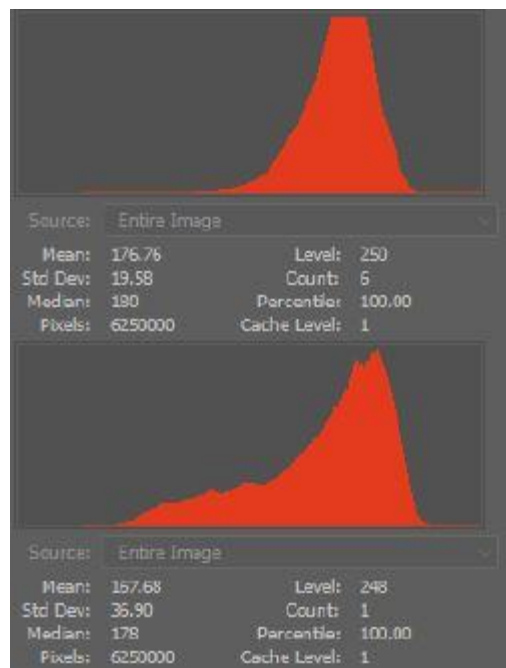 Source: Entire Image
Mean: 176.76 Level: 250
Std Dev: 19.58 Count: 6
Median: 180 Percentile: 100.00
Pixels: 6250000 Cache Level: 1
Source: Entire Image
Mean: 167.68 Level: 248
Std Dev: 36.90 Count: 1
Median: 178 Percentile: 100.00
Pixels: 6250000 Cache Level: 1